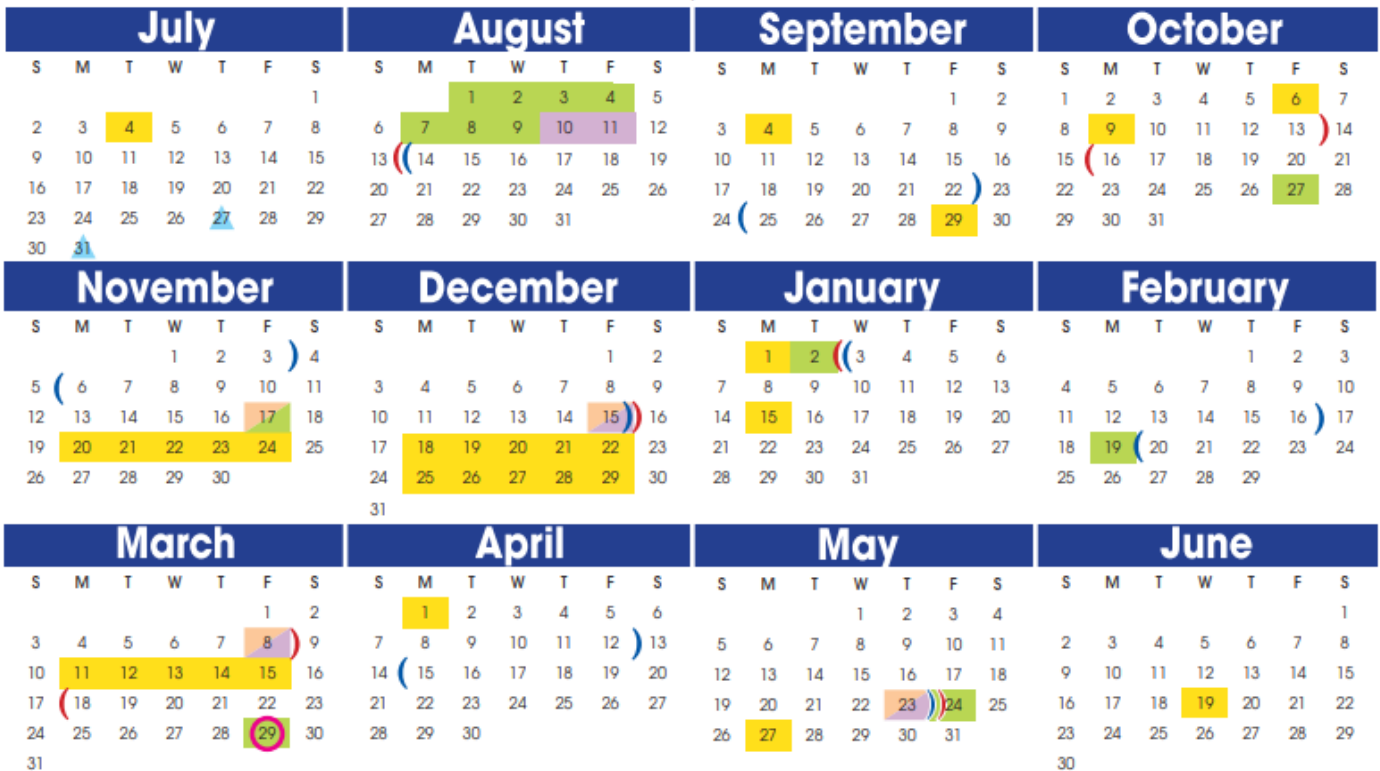 July August September October
S M T W T F S S M T W T F S S M T W T F S S M T W T F S
1 1 2 3 4 5 1 2 1 2 3 4 5 6 7
2 3 4 5 6 7 8 6 7 8 9 10 11 12 3 4 5 6 7 8 9 8 9 10 11 12 13 ) 14
9 10 11 12 13 14 15 13 (( 14 15 16 17 18 19 10 11 12 13 14 15 16 15 ( 16 17 18 19 20 21
16 17 18 19 20 21 22 20 21 22 23 24 25 26 17 18 19 20 21 22 ) 23 22 23 24 25 26 27 28
23 24 25 26 27 28 29 27 28 29 30 31 24 ( 25 26 27 28 29 30 29 30 31
30 31
November December January February
S M T W T F S S M T W T F S S M T W T F S S M T W T F S
1 2 3 ) 4 1 2 1 2 (( 3 4 5 6 1 2 3
5 ( 6 7 8 9 10 11 3 4 5 6 7 8 9 7 8 9 10 11 12 13 4 5 6 7 8 9 10
12 13 14 15 16 17 18 10 11 12 13 14 15 )) 16 14 15 16 17 18 19 20 11 12 13 14 15 16 ) 17
19 20 21 22 23 24 25 17 18 19 20 21 22 23 21 22 23 24 25 26 27 18 19 ( 20 21 22 23 24
26 27 28 29 30 24 25 26 27 28 29 30 28 29 30 31 25 26 27 28 29
31
March April May June
S M T W T F S S M T W T F S S M T W T F S S M T W T F S
1 2 1 2 3 4 5 6 1 2 3 4 1
3 4 5 6 7 8 ) 9 7 8 9 10 11 12 ) 13 5 6 7 8 9 10 11 2 3 4 5 6 7 8
10 11 12 13 14 15 16 14 ( 15 16 17 18 19 20 12 13 14 15 16 17 18 9 10 11 12 13 14 15
17 ( 18 19 20 21 22 23 21 22 23 24 25 26 27 19 20 21 22 23 ))) 24 25 16 17 18 19 20 21 22
24 25 26 27 28 29 30 28 29 30 26 27 28 29 30 31 23 24 25 26 27 28 29
31 30